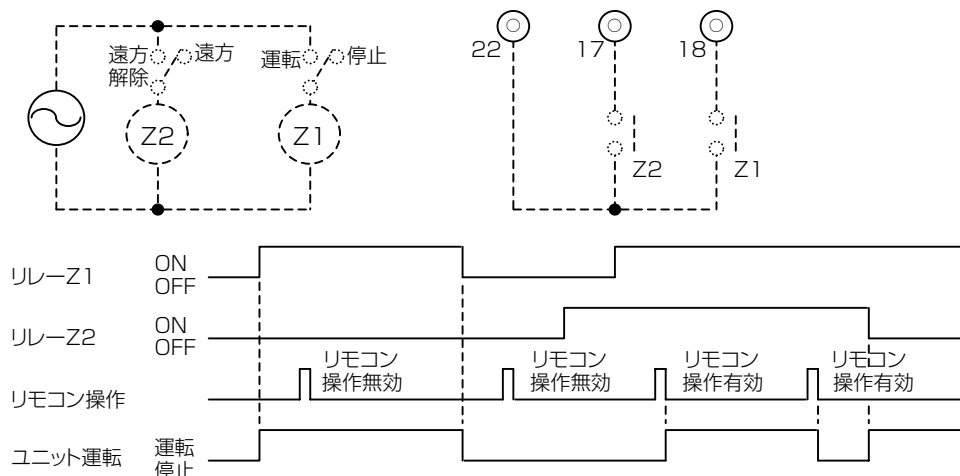 遠方
解除
遠方
運転
停止
Z2
Z1
22
17
18
Z2
Z1
リレーZ1
ON
OFF
リレーZ2
ON
OFF
リモコン
操作無効
リモコン
操作無効
リモコン
操作有効
リモコン
操作有効
リモコン操作
ユニット運転
運転
停止